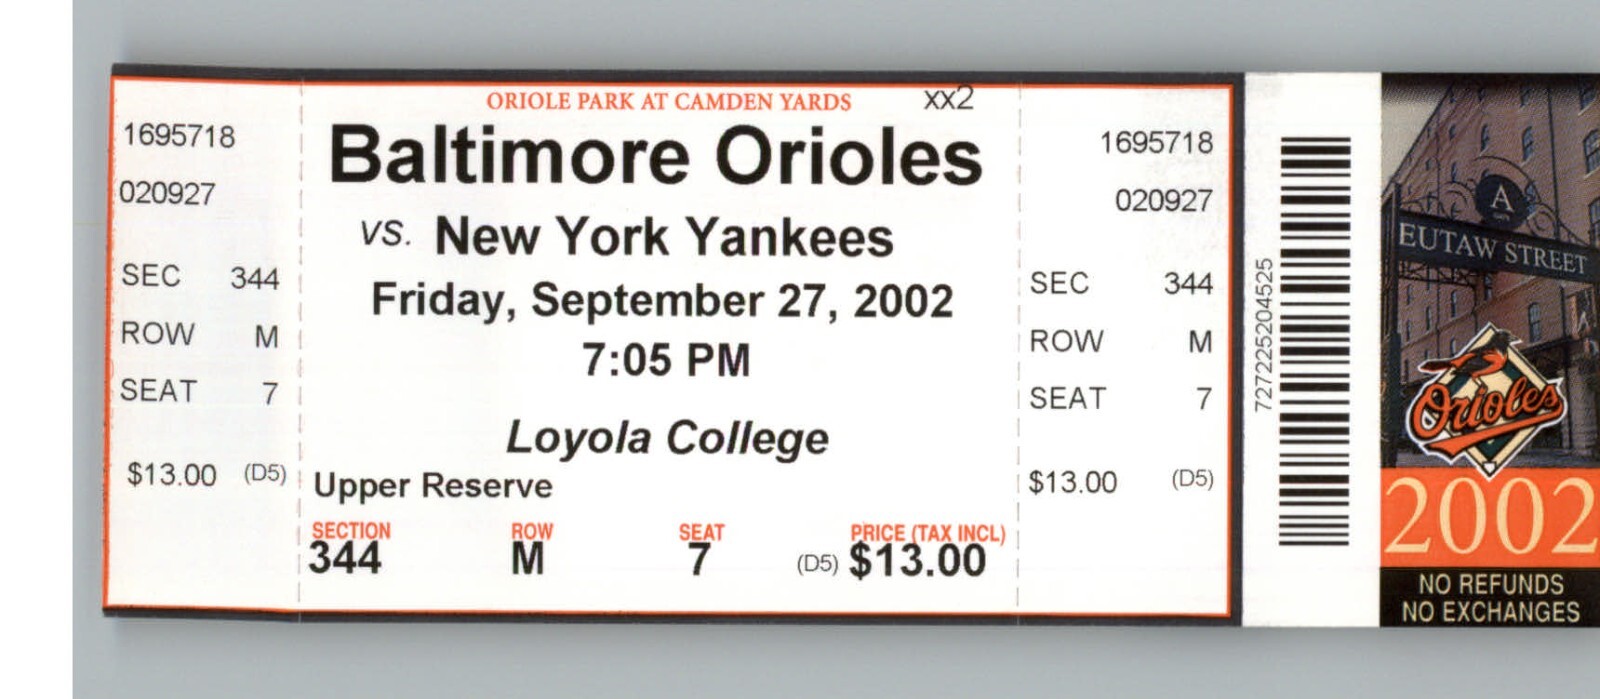 1695718
020927
SEC 344
ROW M
SEAT 7
$13.00 (D5)
ORIOLE PARK AT CAMDEN YARDS xx2
Baltimore Orioles
vs. New York Yankees
Friday, September 27, 2002
7:05 PM
Loyola College
Upper Reserve
SECTION ROW SEAT PRICE (TAX INCL)
344 M 7 (D5) $13.00
1695718
020927
SEC 344
ROW M
SEAT 7
$13.00 (D5)
7272252204525
A
EUTAW STREET
Orioles
2002
NO REFUNDS
NO EXCHANGES